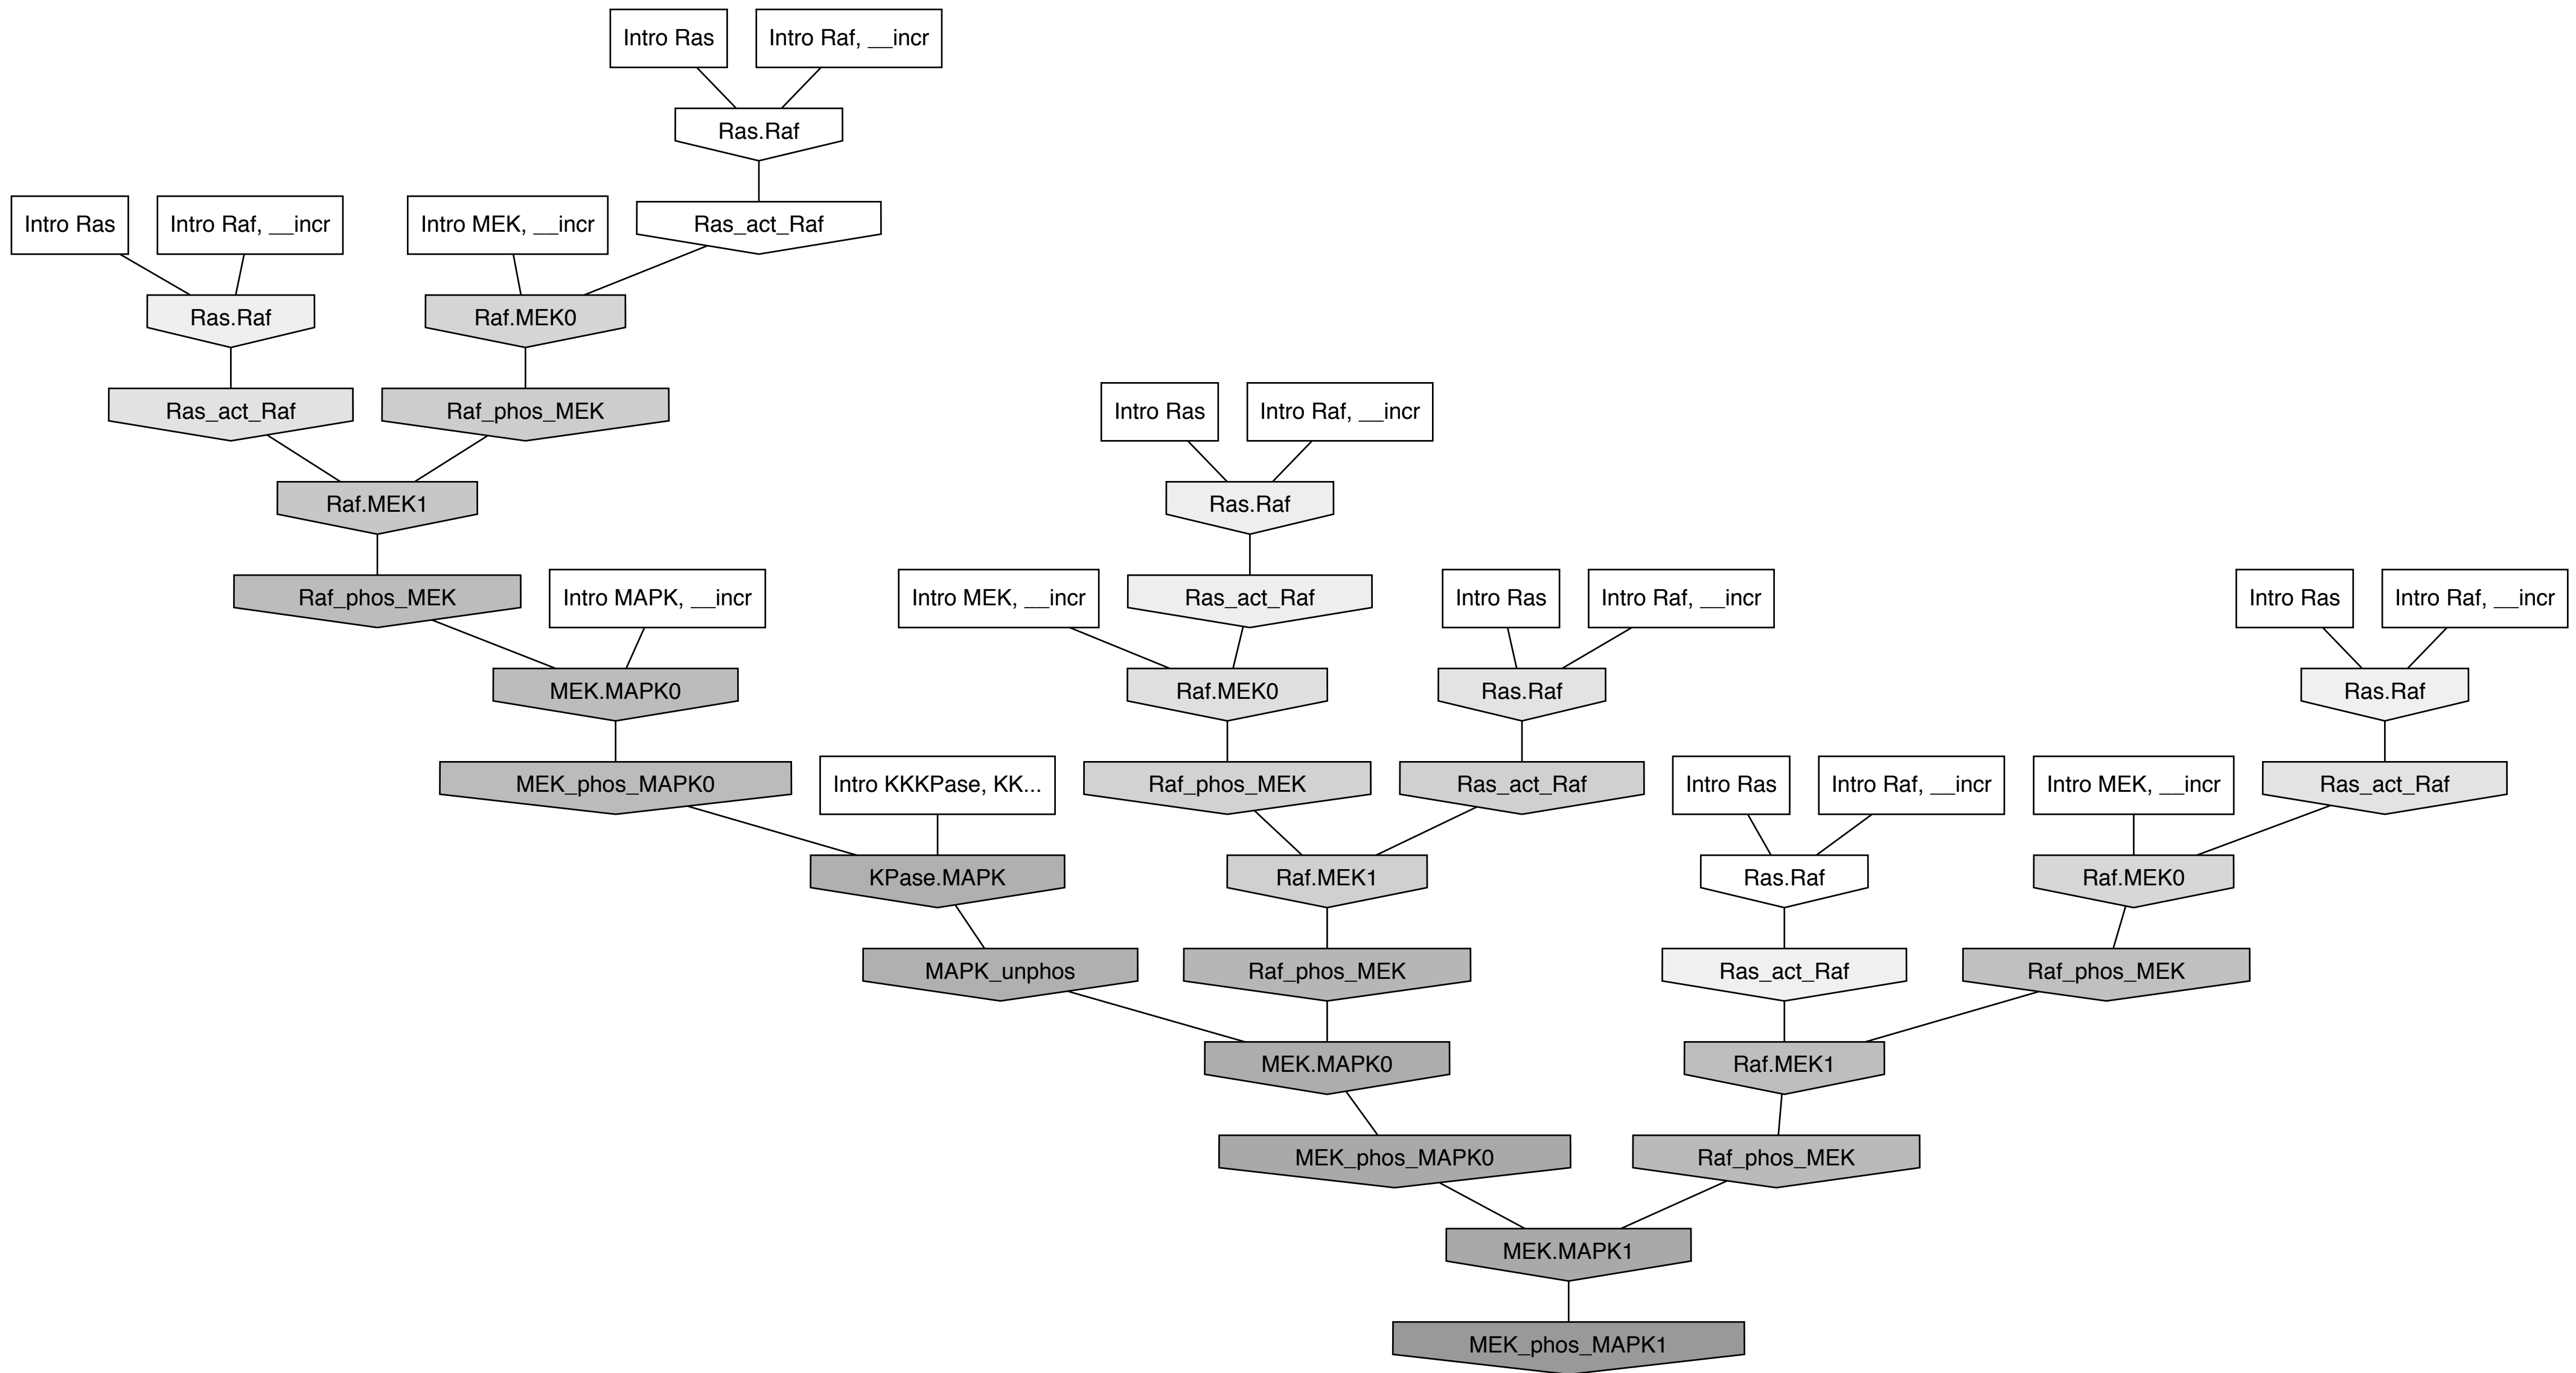 Intro Ras
Intro Raf, __incr
Ras.Raf
Intro Ras
Intro Raf, __incr
Intro MEK, __incr
Ras_act_Raf
Ras.Raf
Raf.MEK0
Ras_act_Raf
Raf_phos_MEK
Intro Ras
Intro Raf, __incr
Raf.MEK1
Ras.Raf
Raf_phos_MEK
Intro MAPK, __incr
Intro MEK, __incr
Ras_act_Raf
Intro Ras
Intro Raf, __incr
Intro Ras
Intro Raf, __incr
MEK.MAPK0
Raf.MEK0
Ras.Raf
Ras.Raf
MEK_phos_MAPK0
Intro KKKPase, KK...
Raf_phos_MEK
Ras_act_Raf
Intro Ras
Intro Raf, __incr
Intro MEK, __incr
Ras_act_Raf
KPase.MAPK
Raf.MEK1
Ras.Raf
Raf.MEK0
MAPK_unphos
Raf_phos_MEK
Ras_act_Raf
Raf_phos_MEK
MEK.MAPK0
Raf.MEK1
MEK_phos_MAPK0
Raf_phos_MEK
MEK.MAPK1
MEK_phos_MAPK1